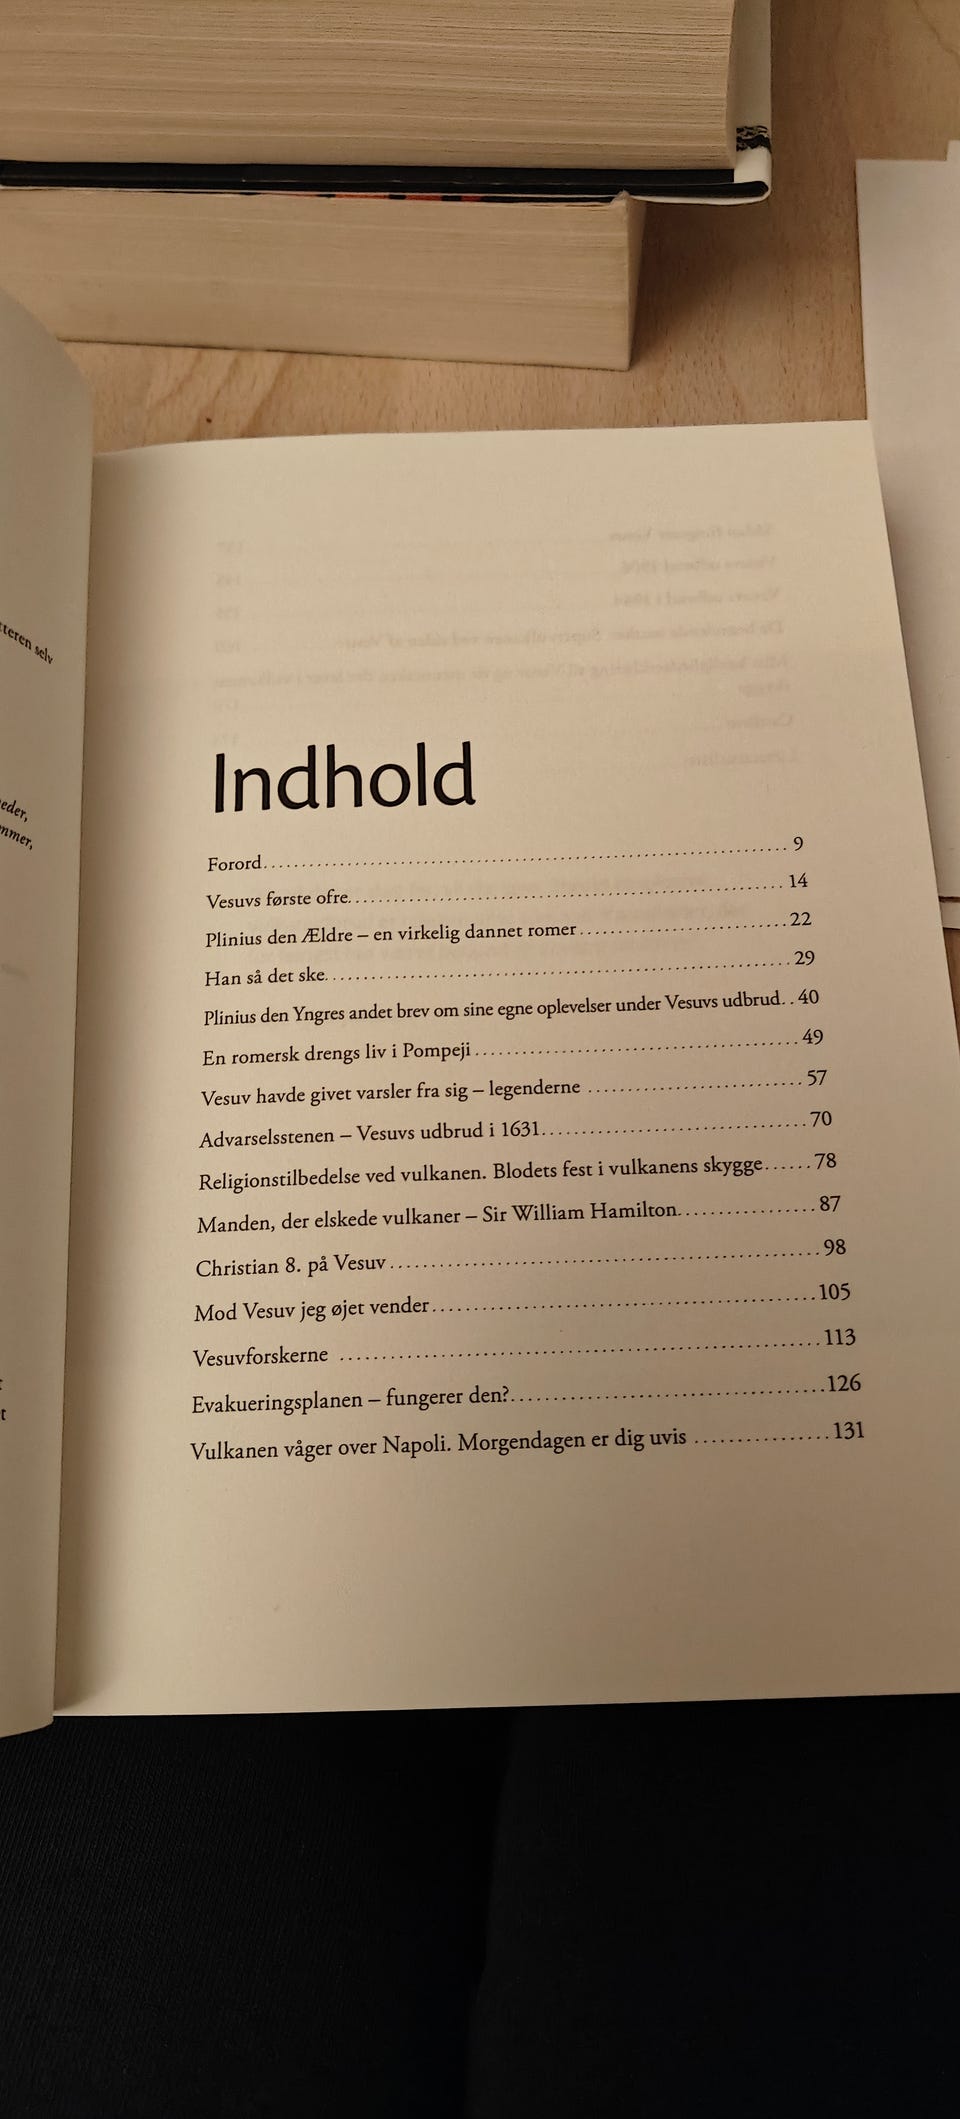 tteren selv
eder,
mmer,
t
t
Indhold
Forord........................................................................ 9
Vesuvs første ofre............................................................ 14
Plinius den Ældre – en virkelig dannet romer.............................. 22
Han så det ske................................................................ 29
Plinius den Yngres andet brev om sine egne oplevelser under Vesuvs udbrud. . 40
En romersk drengs liv i Pompeji............................................ 49
Vesuv havde givet varsler fra sig – legenderne ............................ 57
Advarselsstenen – Vesuvs udbrud i 1631.................................. 70
Religionstilbedelse ved vulkanen. Blodets fest i vulkanens skygge...... 78
Manden, der elskede vulkaner – Sir William Hamilton................. 87
Christian 8. på Vesuv........................................................ 98
Mod Vesuv jeg øjet vender................................................ 105
Vesuvforskerne ............................................................ 113
Evakueringsplanen – fungerer den?....................................... 126
Vulkanen våger over Napoli. Morgendagen er dig uvis ................ 131